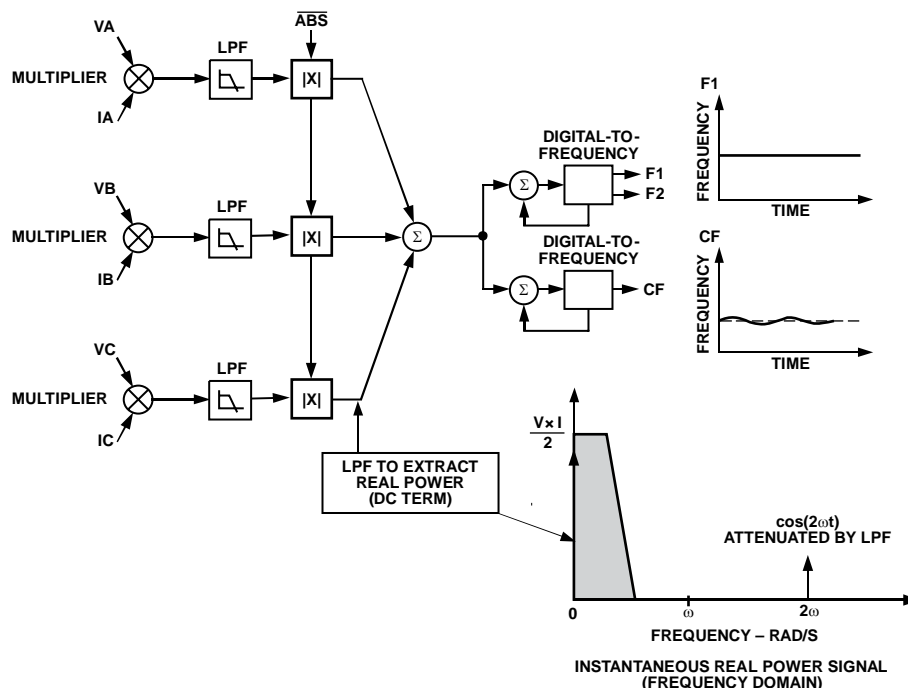 VA
ABS
LPF
MULTIPLIER
|X|
IA
VB
LPF
MULTIPLIER
|X|
IB
VC
LPF
MULTIPLIER
|X|
IC
Σ
DIGITAL-TO-
FREQUENCY
Σ
F1
F2
DIGITAL-TO-
FREQUENCY
Σ
CF
F1
FREQUENCY
TIME
CF
FREQUENCY
TIME
LPF TO EXTRACT
REAL POWER
(DC TERM)
V × I
2
cos(2ωt)
ATTENUATED BY LPF
0
ω
2ω
FREQUENCY – RAD/S
INSTANTANEOUS REAL POWER SIGNAL
(FREQUENCY DOMAIN)